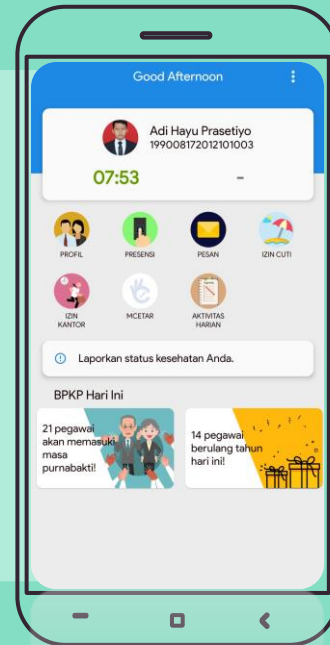 Good Afternoon
Adi Hayu Prasetiyo
199008172012101003
07:53
-
PROFIL
PRESENSI
PESAN
IZIN CUTI
IZIN
KANTOR
MCETAR
AKTIVITAS
HARIAN
Laporkan status kesehatan Anda.
BPKP Hari Ini
21 pegawai
akan memasuki
masa
purnabakti!
14 pegawai
berulang tahun
hari ini!